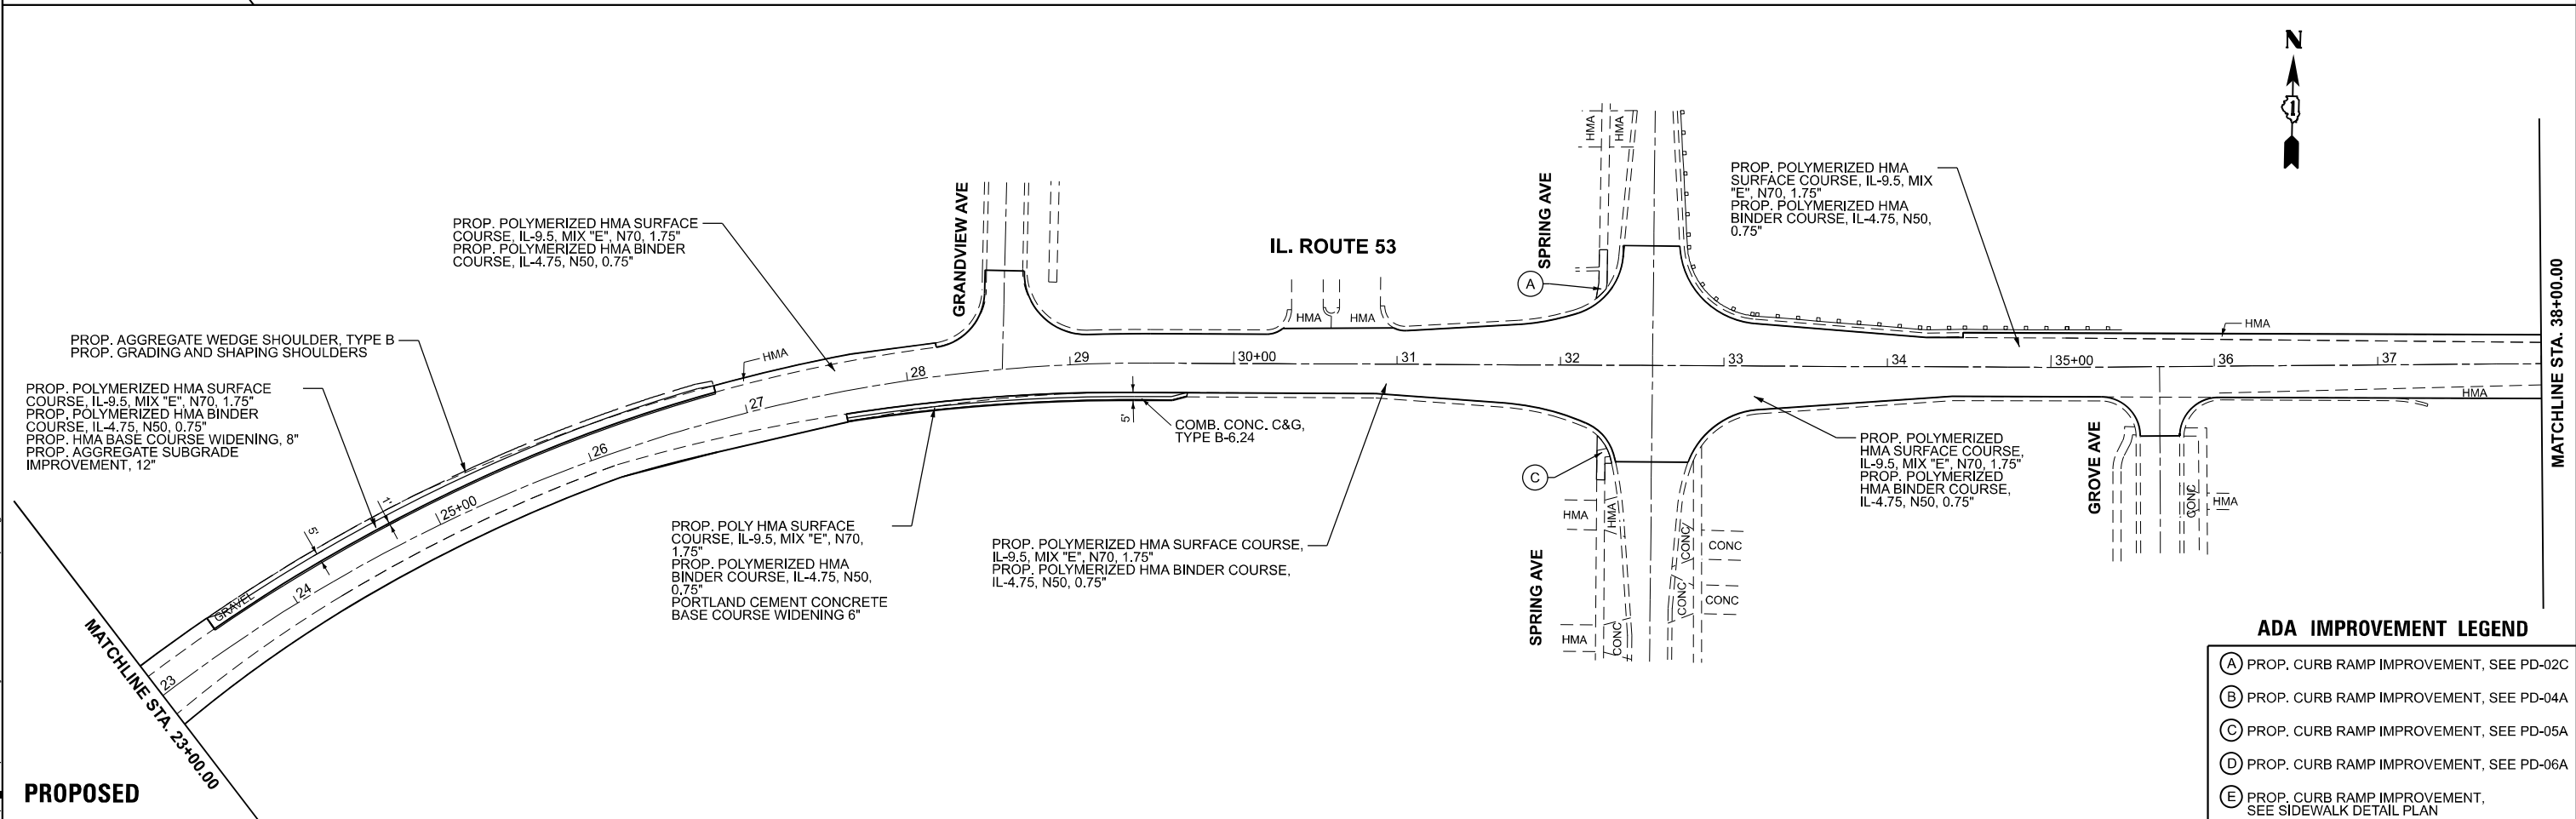 N
1
PROP. POLYMERIZED HMA SURFACE
COURSE, IL-9.5, MIX "E", N70, 1.75"
PROP. POLYMERIZED HMA BINDER
COURSE, IL-4.75, N50, 0.75"
GRANDVIEW AVE
IL. ROUTE 53
SPRING AVE
HMA
HMA
A
HMA
HMA
PROP. POLYMERIZED HMA
SURFACE COURSE, IL-9.5, MIX
"E", N70, 1.75"
PROP. POLYMERIZED HMA
BINDER COURSE, IL-4.75, N50,
0.75"
HMA
MATCHLINE STA. 38+00.00
PROP. AGGREGATE WEDGE SHOULDER, TYPE B
PROP. GRADING AND SHAPING SHOULDERS
HMA
PROP. POLYMERIZED HMA SURFACE
COURSE, IL-9.5, MIX "E", N70, 1.75"
PROP. POLYMERIZED HMA BINDER
COURSE, IL-4.75, N50, 0.75"
PROP. HMA BASE COURSE WIDENING, 8"
PROP. AGGREGATE SUBGRADE
IMPROVEMENT, 12"
1'
5'
GRAVEL
23
24
25+00
26
27
28
29
30+00
31
32
33
34
35+00
36
37
HMA
5'
COMB. CONC. C&G,
TYPE B-6.24
C
PROP. POLY HMA SURFACE
COURSE, IL-9.5, MIX "E", N70,
1.75"
PROP. POLYMERIZED HMA
BINDER COURSE, IL-4.75, N50,
0.75"
PORTLAND CEMENT CONCRETE
BASE COURSE WIDENING 6"
PROP. POLYMERIZED HMA SURFACE COURSE,
IL-9.5, MIX "E", N70, 1.75"
PROP. POLYMERIZED HMA BINDER COURSE,
IL-4.75, N50, 0.75"
SPRING AVE
HMA
HMA
HMA
CONC
CONC
CONC
CONC
CONC
PROP. POLYMERIZED
HMA SURFACE COURSE,
IL-9.5, MIX "E", N70, 1.75"
PROP. POLYMERIZED
HMA BINDER COURSE,
IL-4.75, N50, 0.75"
GROVE AVE
CONC
HMA
MATCHLINE STA. 23+00.00
PROPOSED
ADA IMPROVEMENT LEGEND
A PROP. CURB RAMP IMPROVEMENT, SEE PD-02C
B PROP. CURB RAMP IMPROVEMENT, SEE PD-04A
C PROP. CURB RAMP IMPROVEMENT, SEE PD-05A
D PROP. CURB RAMP IMPROVEMENT, SEE PD-06A
E PROP. CURB RAMP IMPROVEMENT,
SEE SIDEWALK DETAIL PLAN